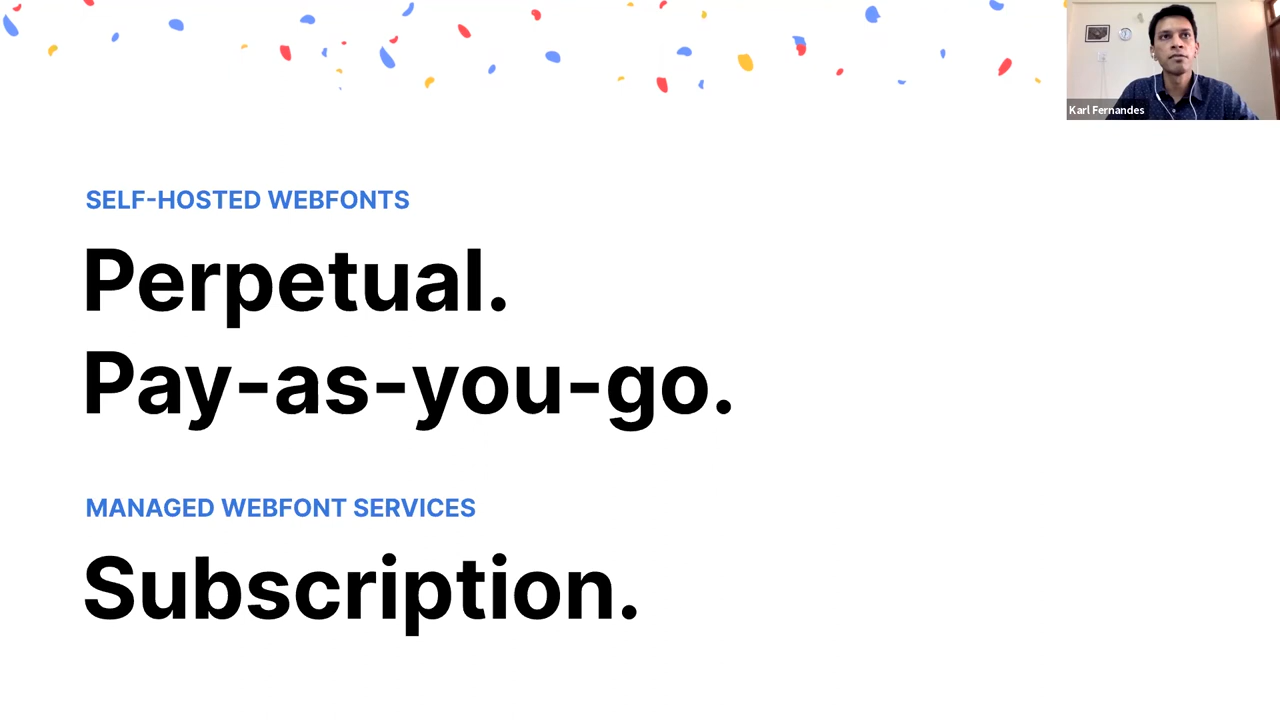 Karl Fernandes
SELF-HOSTED WEBFONTS
Perpetual.
Pay-as-you-go.
MANAGED WEBFONT SERVICES
Subscription.